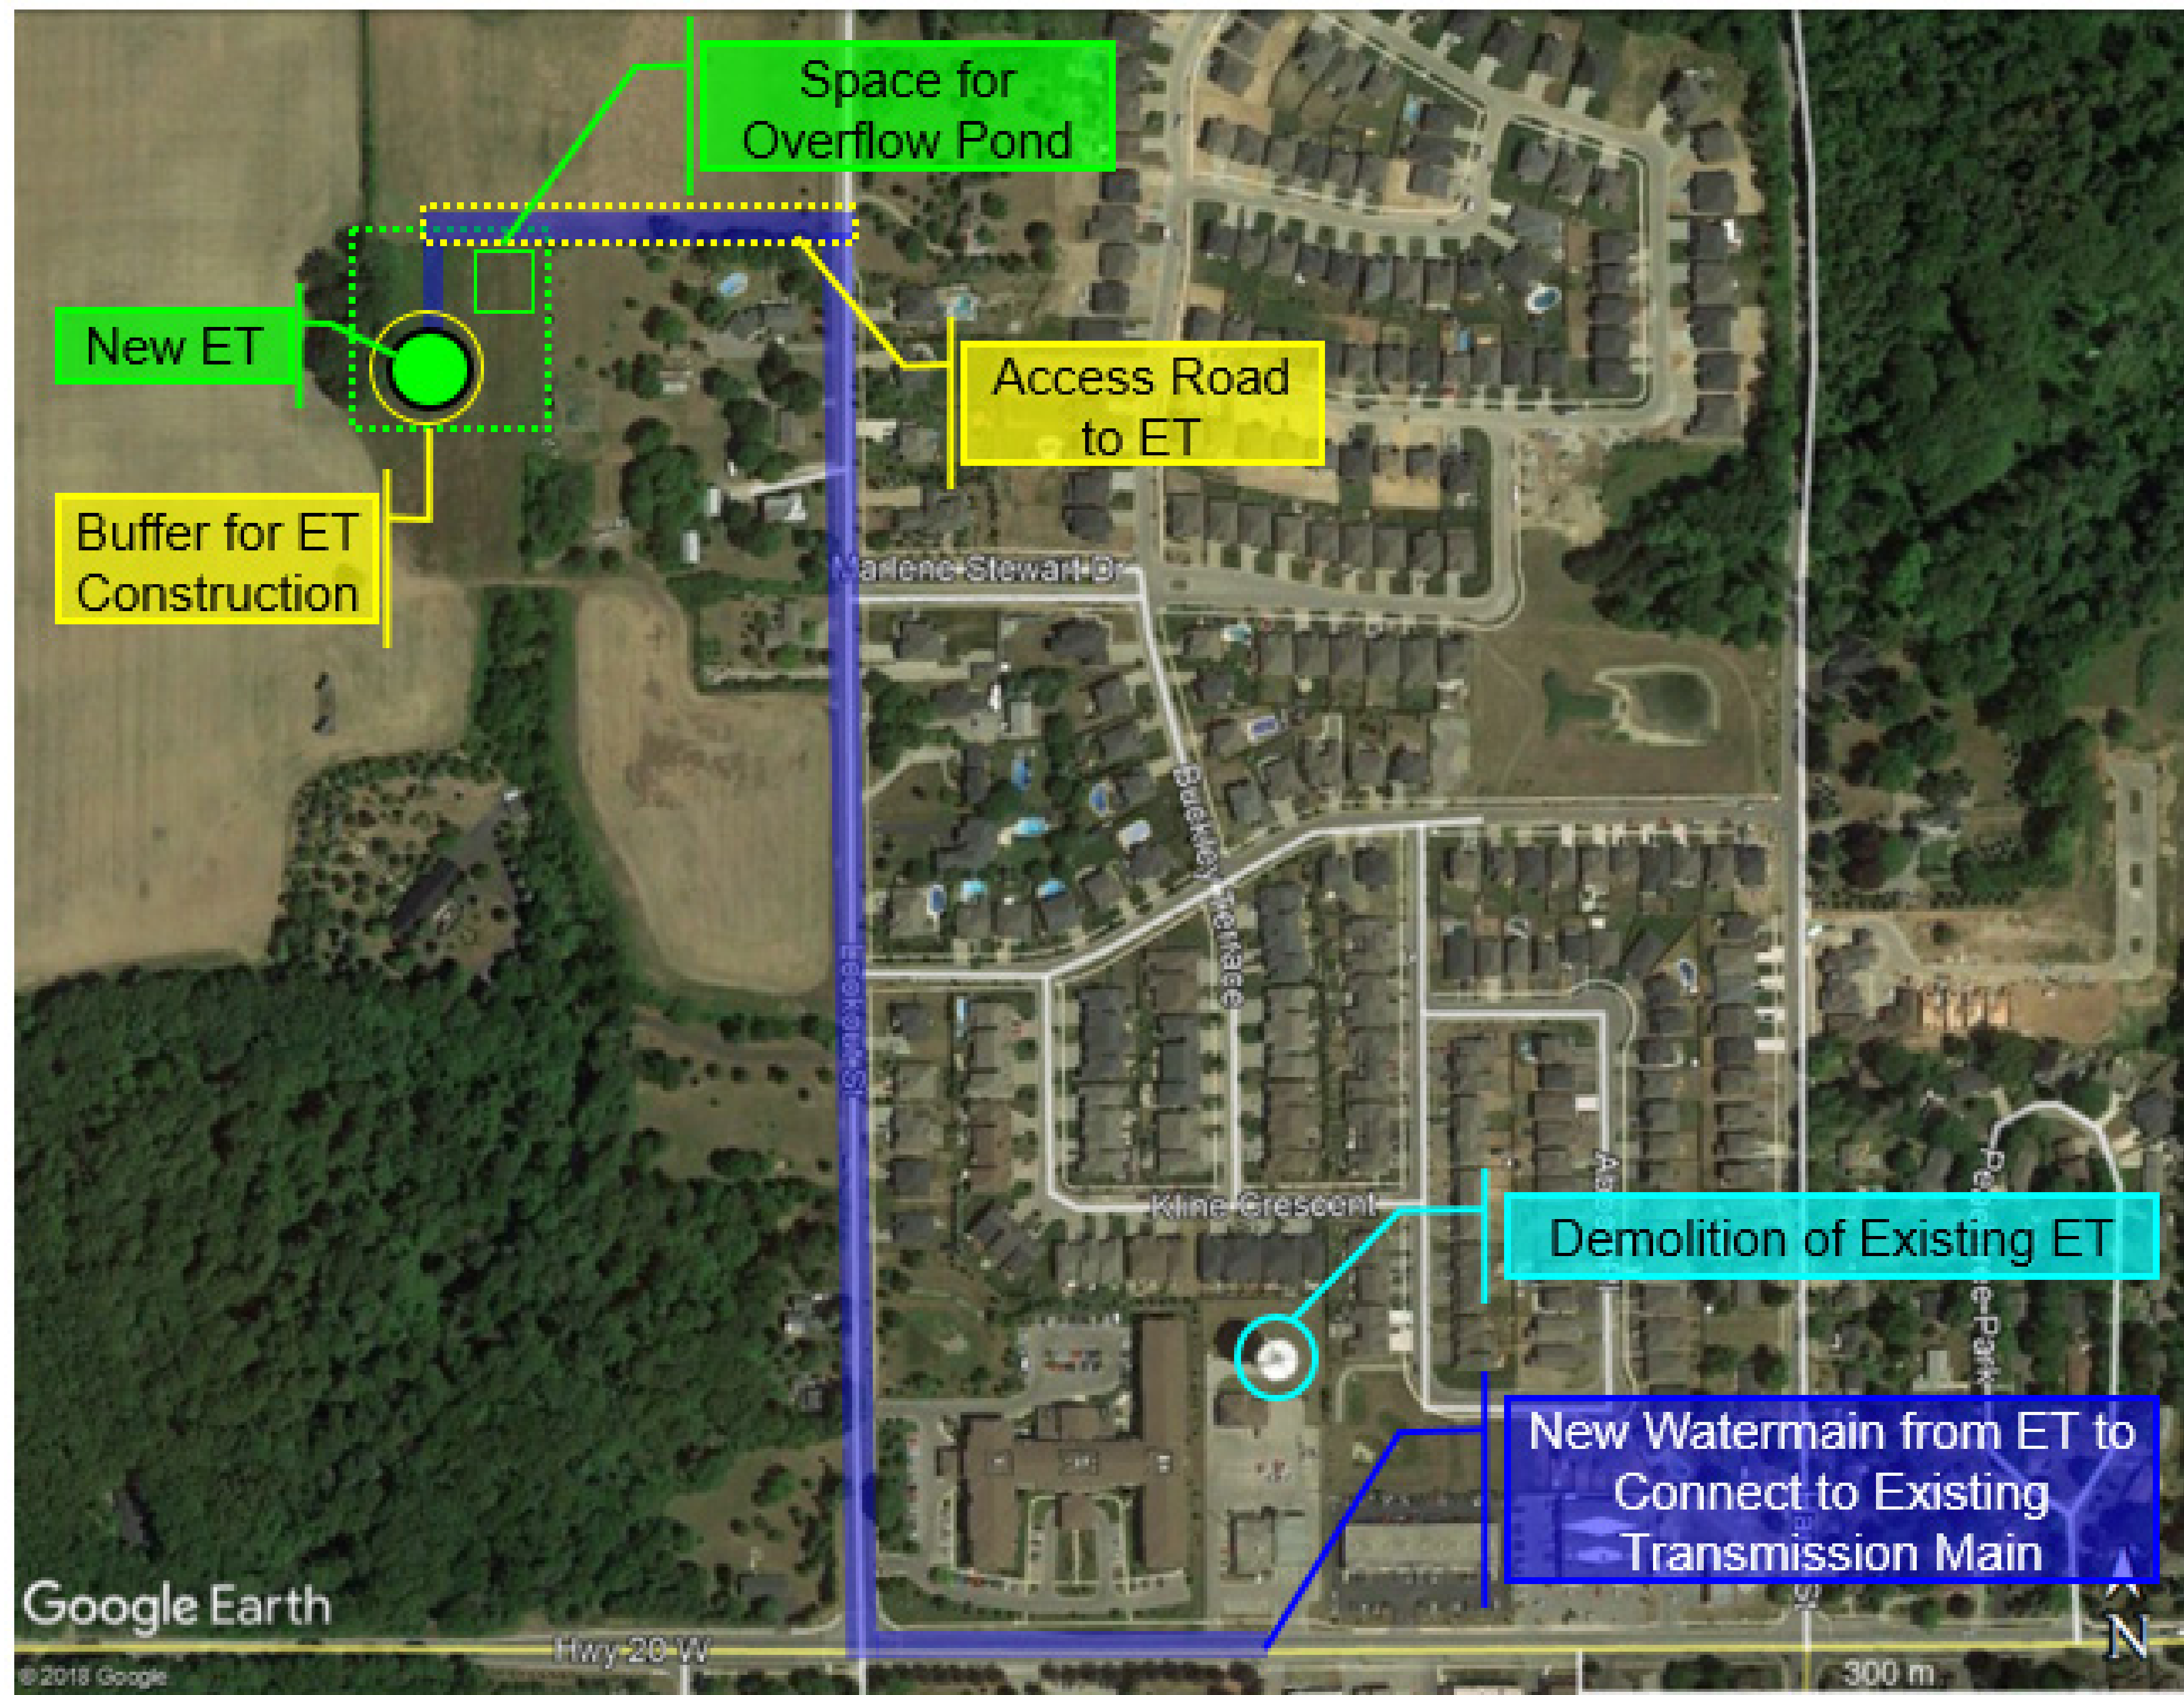 Space for
Overflow Pond
New ET
Access Road
to ET
Buffer for ET
Construction
Marlene Stewart Dr
Terrace
Lookout St
Kline Crescent
Demolition of Existing ET
New Watermain from ET to
Connect to Existing
Transmission Main
Google Earth
Hwy 20 W
N
© 2018 Google
300 m